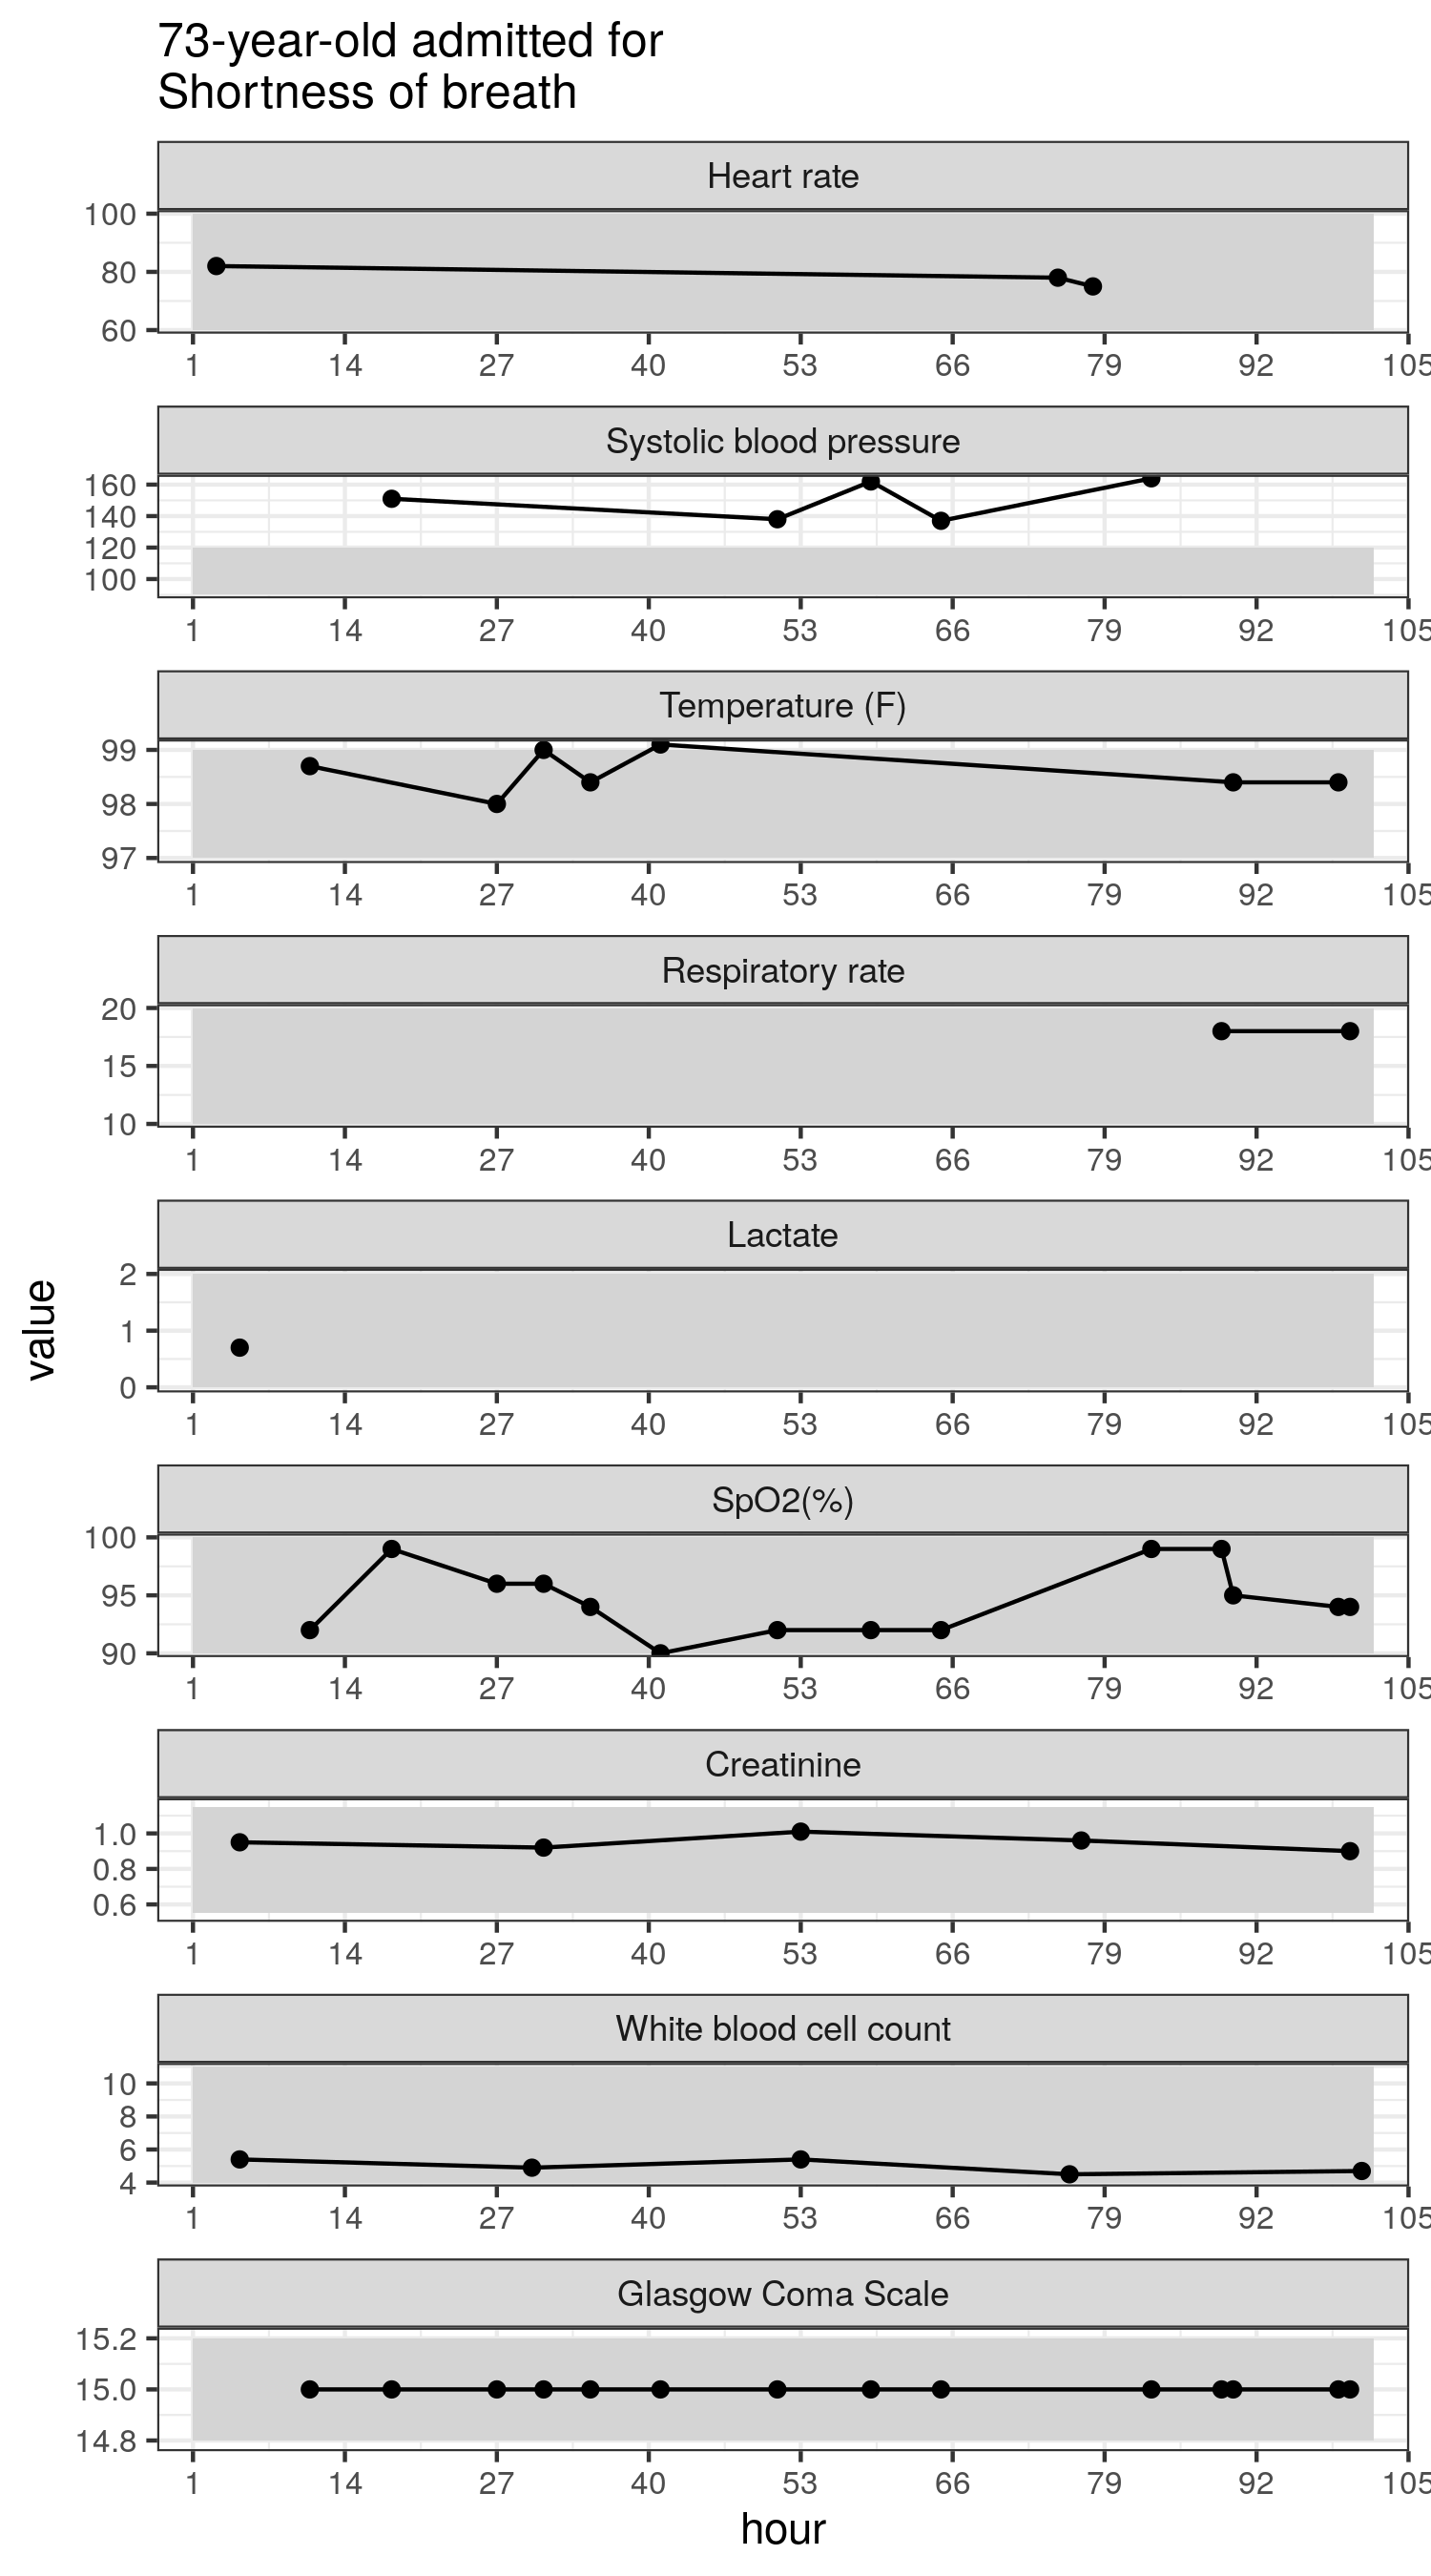 73-year-old admitted for
Shortness of breath
Heart rate
100
80
60
1 14 27 40 53 66 79 92 105
Systolic blood pressure
160
140
120
100
1 14 27 40 53 66 79 92 105
Temperature (F)
99
98
97
1 14 27 40 53 66 79 92 105
Respiratory rate
20
15
10
1 14 27 40 53 66 79 92 105
Lactate
2
1
0
1 14 27 40 53 66 79 92 105
value
SpO2(%)
100
95
90
1 14 27 40 53 66 79 92 105
Creatinine
1.0
0.8
0.6
1 14 27 40 53 66 79 92 105
White blood cell count
10
8
6
4
1 14 27 40 53 66 79 92 105
Glasgow Coma Scale
15.2
15.0
14.8
1 14 27 40 53 66 79 92 105
hour